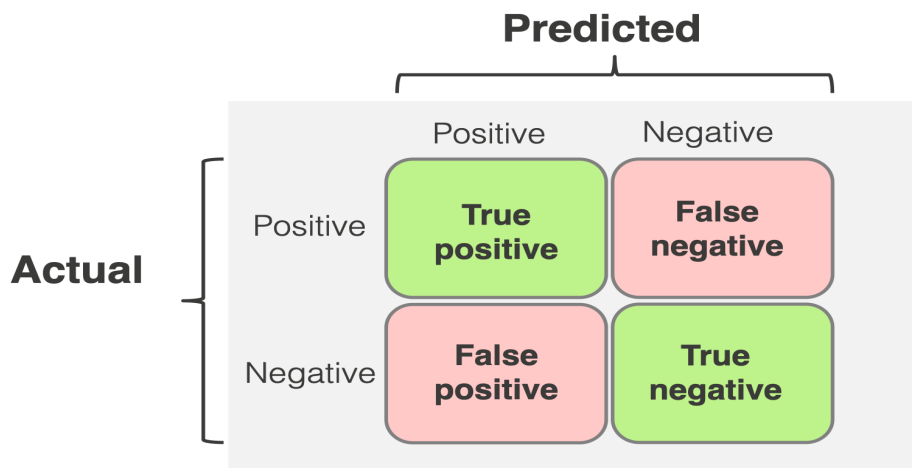 Predicted
Positive
Negative
Actual
Positive
True
positive
False
negative
Negative
False
positive
True
negative